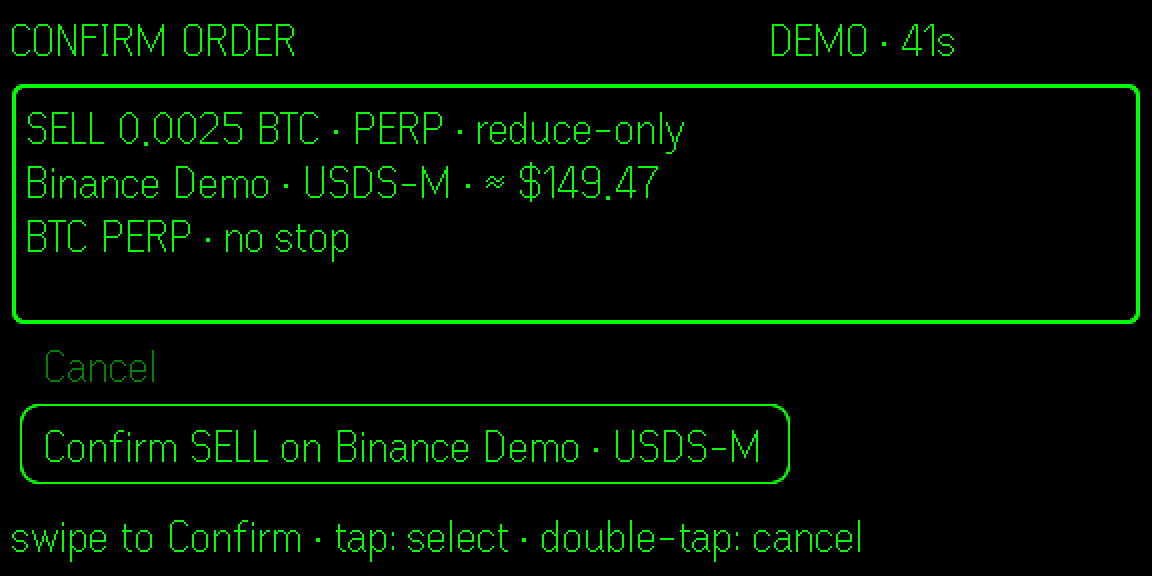 CONFIRM ORDER DEMO · 41s
SELL 0.0025 BTC · PERP · reduce-only
Binance Demo · USDS-M · ≈ $149.47
BTC PERP · no stop
Cancel
Confirm SELL on Binance Demo · USDS-M
swipe to Confirm · tap: select · double-tap: cancel